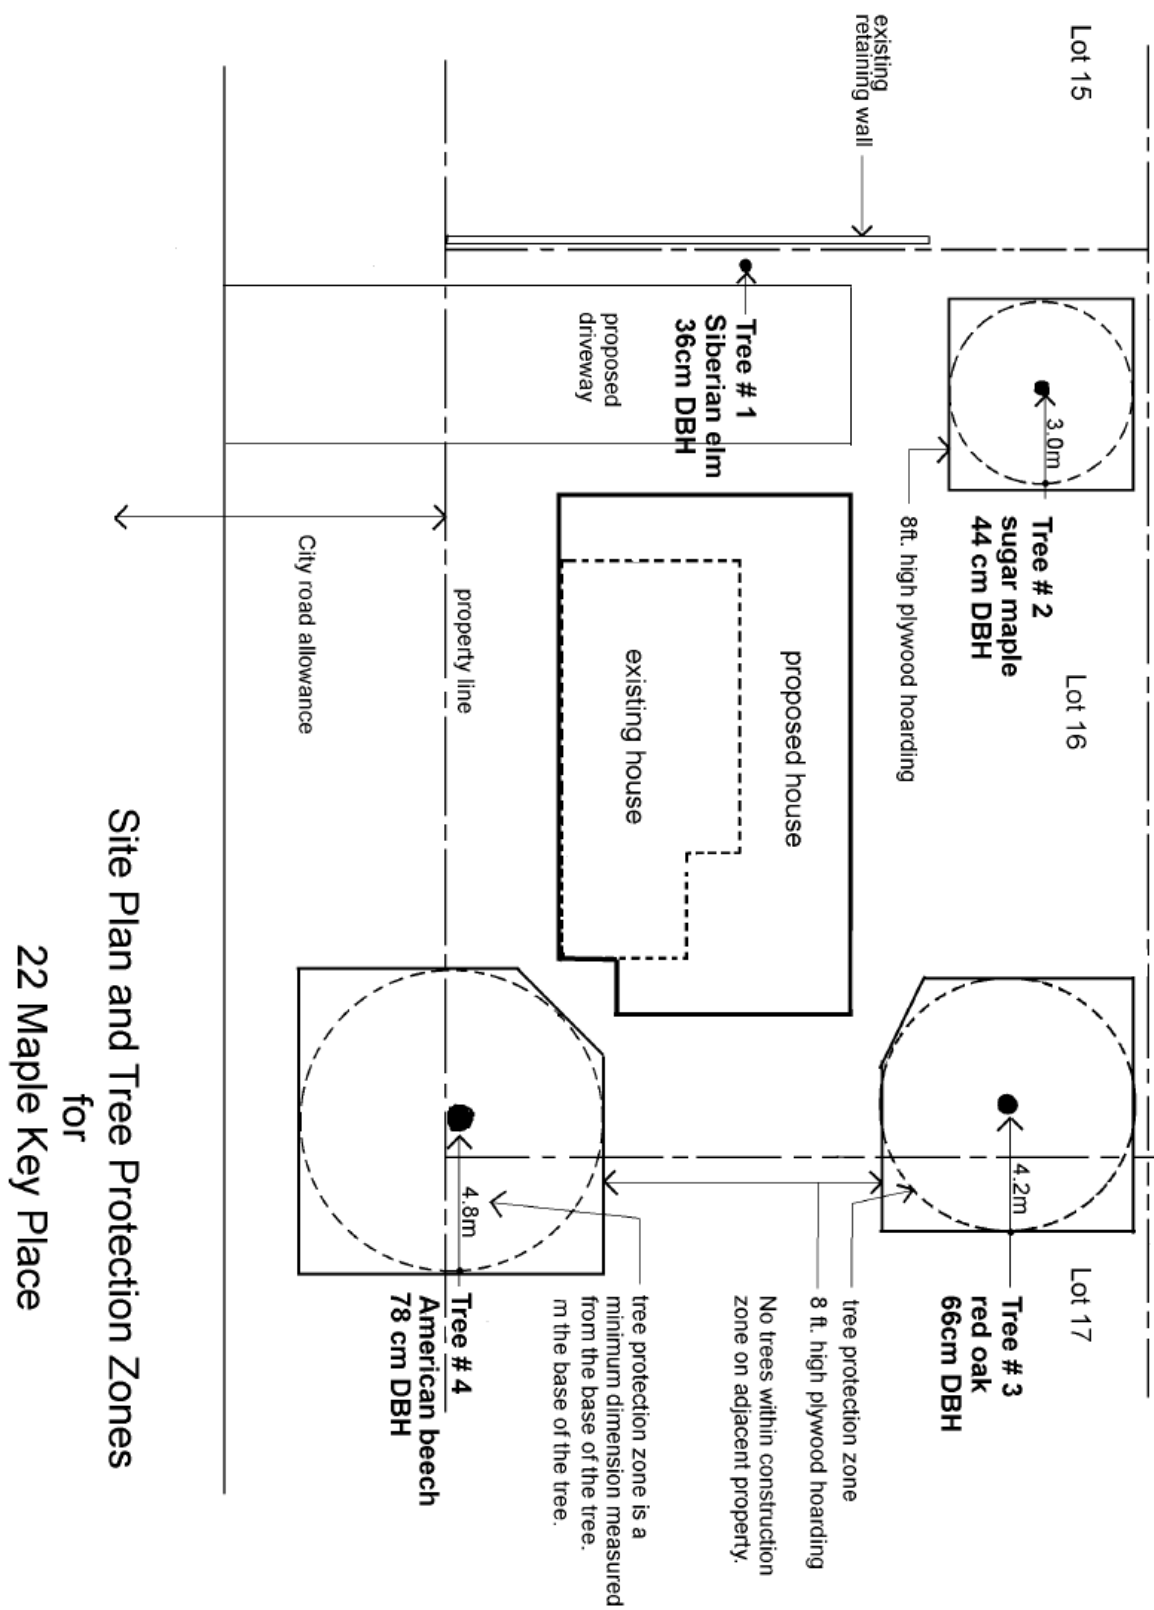 Lot 15
existing
retaining wall
Tree # 1
Siberian elm
36cm DBH
proposed
driveway
3.0m
Tree # 2
sugar maple
44 cm DBH
8ft. high plywood hoarding
Lot 16
proposed house
existing house
property line
City road allowance
4.2m
Tree # 3
red oak
66cm DBH
Lot 17
tree protection zone
8 ft. high plywood hoarding
No trees within construction
zone on adjacent property.
tree protection zone is a
minimum dimension measured
from the base of the tree.
m the base of the tree.
4.8m
Tree # 4
American beech
78 cm DBH
Site Plan and Tree Protection Zones
for
22 Maple Key Place